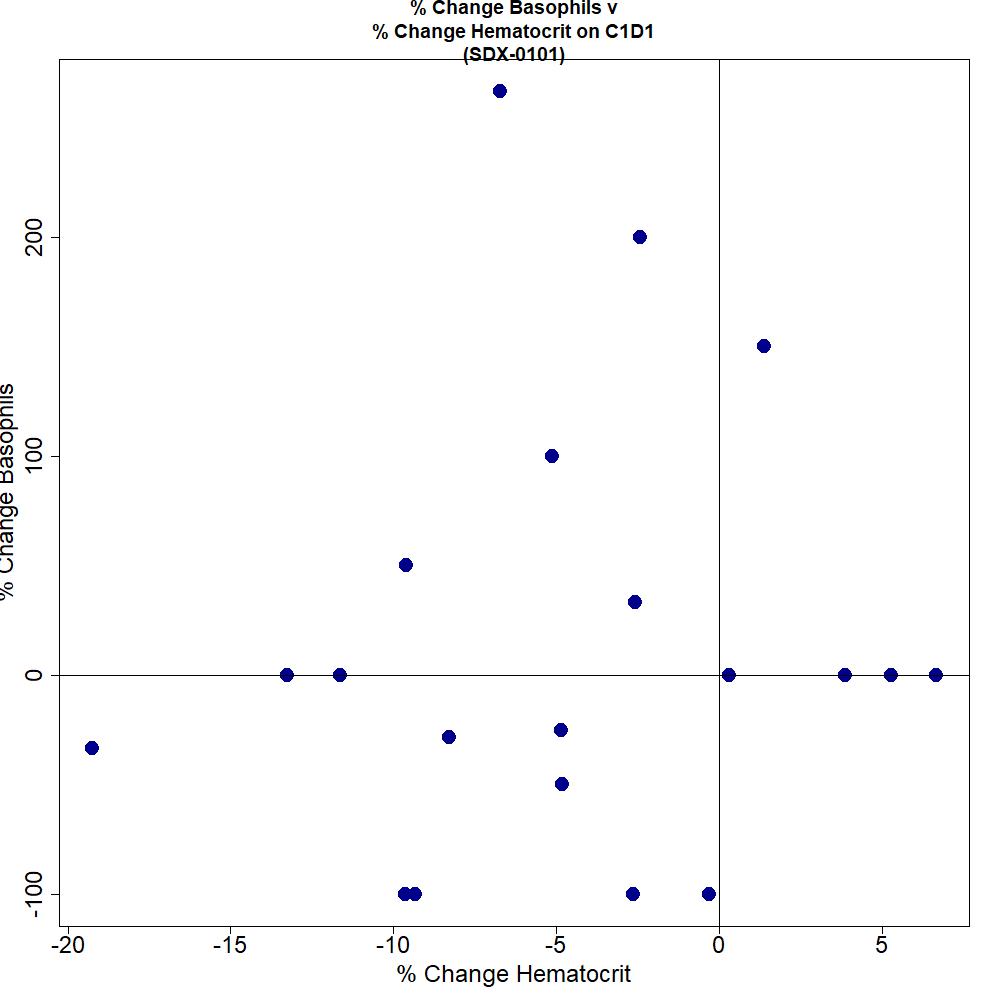 % Change Basophils v
% Change Hematocrit on C1D1
(SDX-0101)
% Change Basophils
200
100
0
-100
-20
-15
-10
-5
0
5
% Change Hematocrit